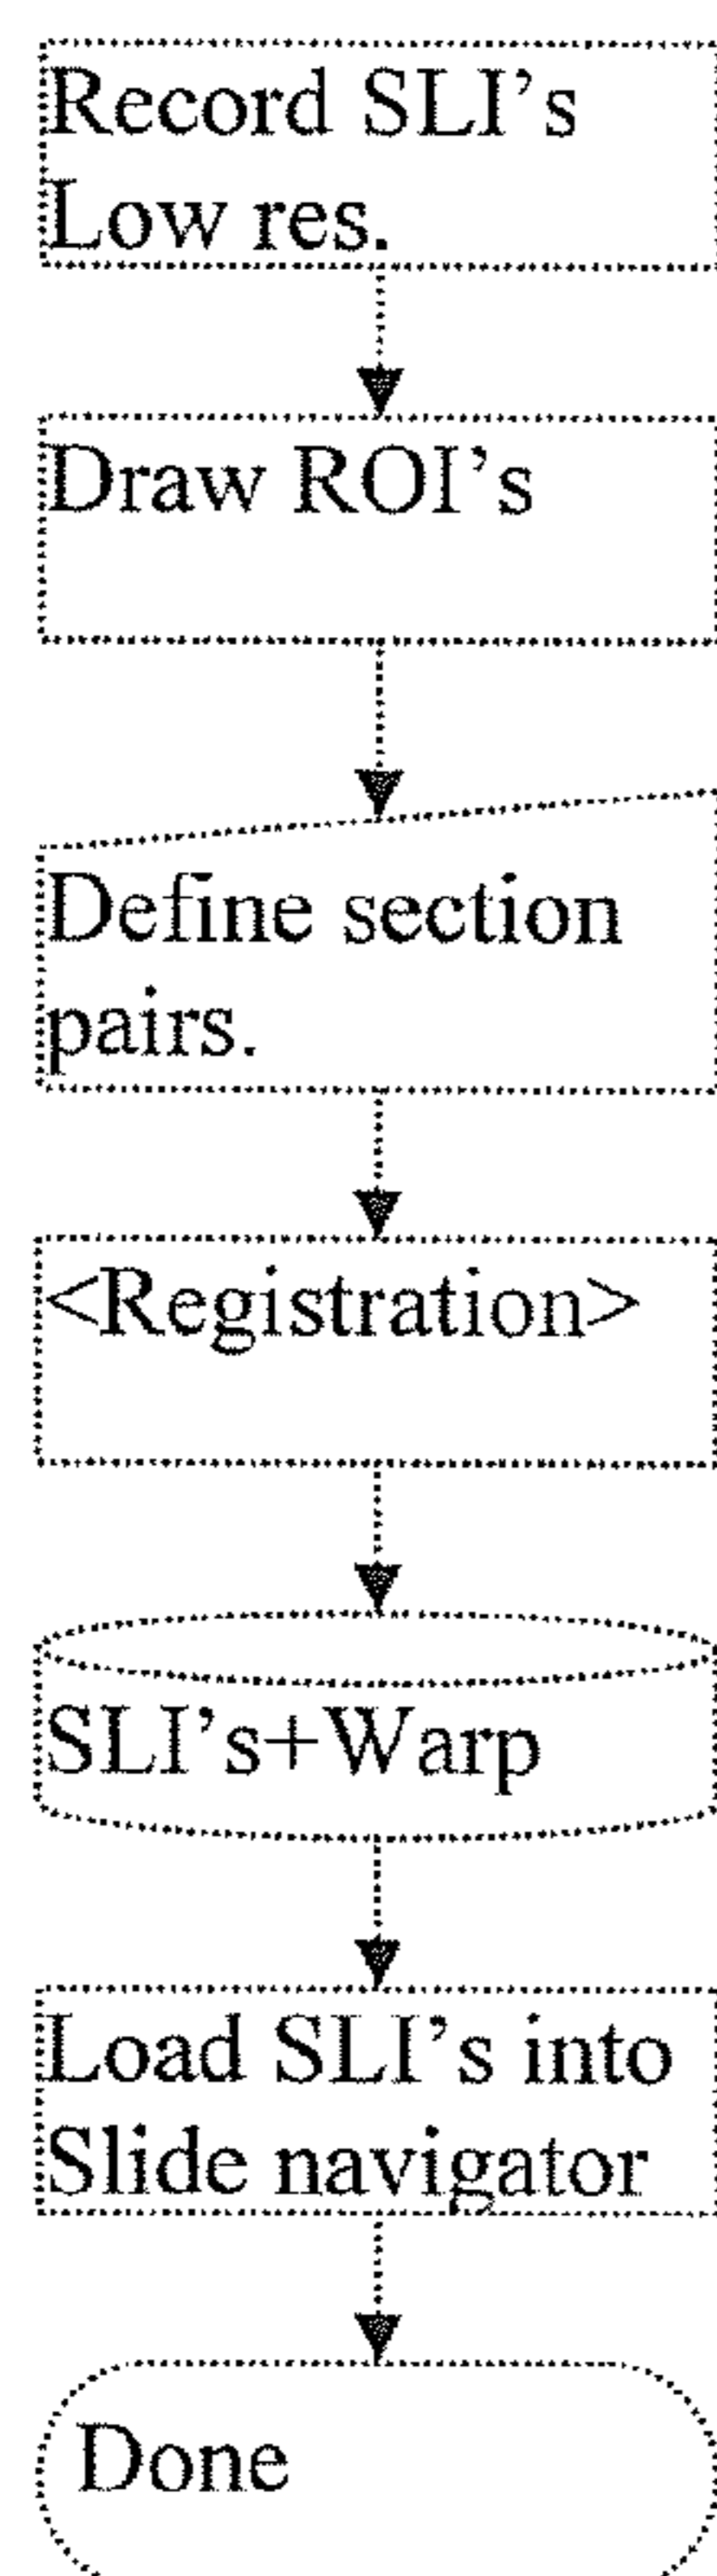 Record SLI's
Low res.
Draw ROI's
Define section
pairs.
<Registration>
SLI's+Warp
Load SLI's into
Slide navigator
Done